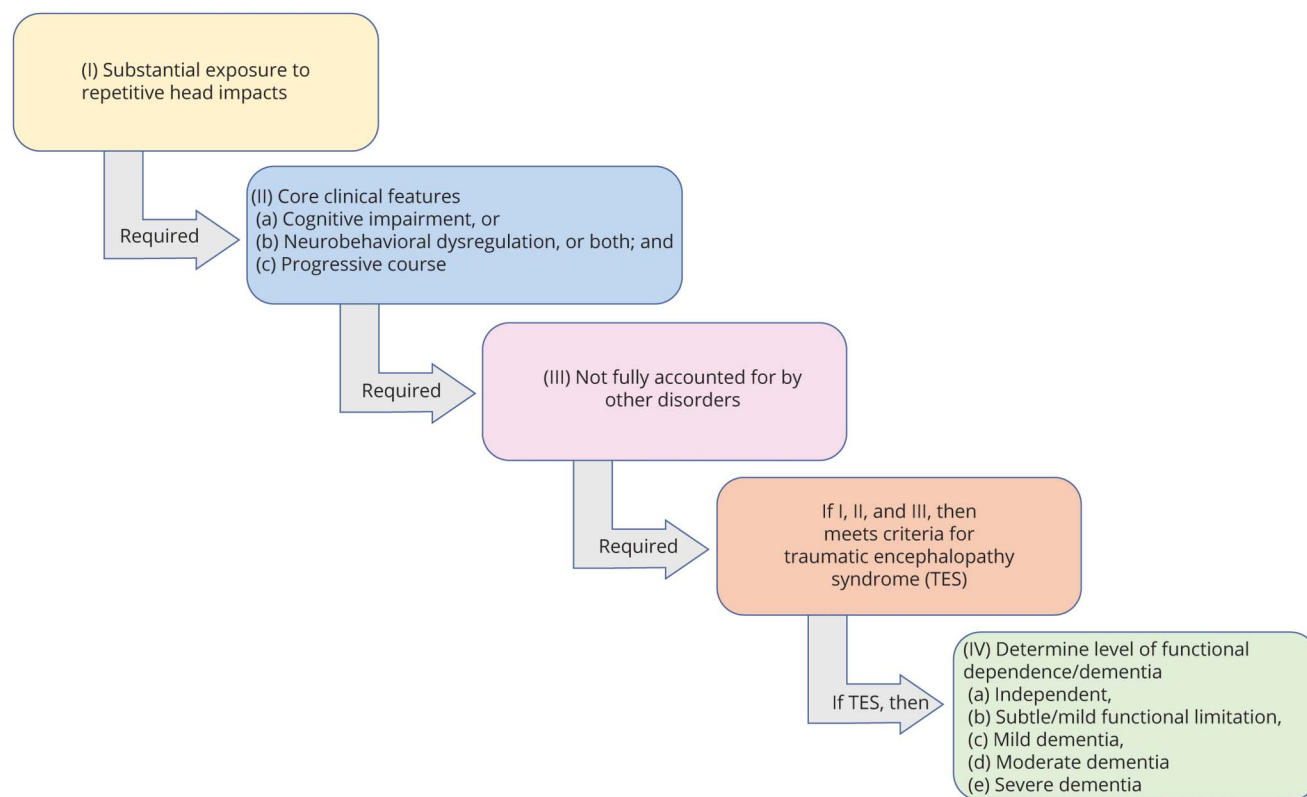 (I) Substantial exposure to
repetitive head impacts
Required
(II) Core clinical features
(a) Cognitive impairment, or
(b) Neurobehavioral dysregulation, or both; and
(c) Progressive course
Required
(III) Not fully accounted for by
other disorders
Required
If I, II, and III, then
meets criteria for
traumatic encephalopathy
syndrome (TES)
If TES, then
(IV) Determine level of functional
dependence/dementia
(a) Independent,
(b) Subtle/mild functional limitation,
(c) Mild dementia,
(d) Moderate dementia
(e) Severe dementia